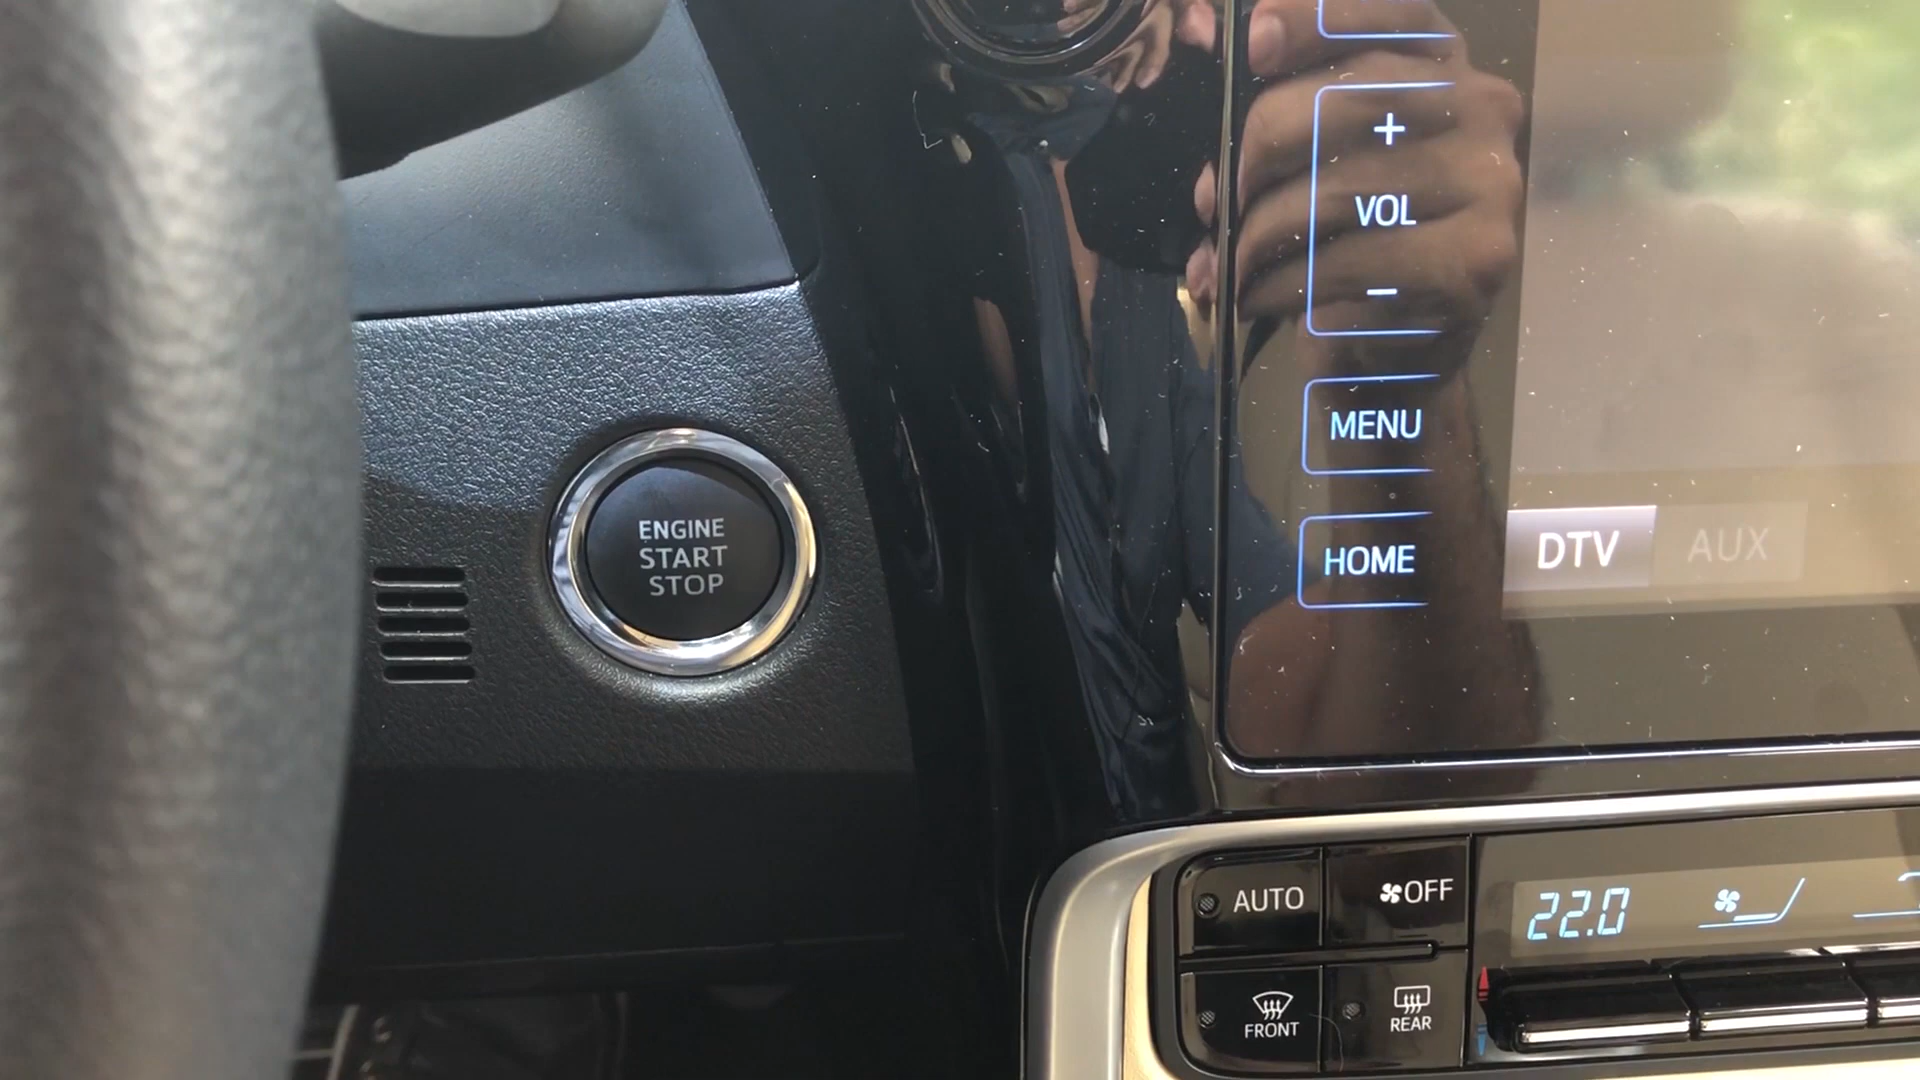 ENGINE
START
STOP
+
VOL
−
MENU
HOME
DTV AUX
AUTO
OFF
22.0
FRONT
REAR